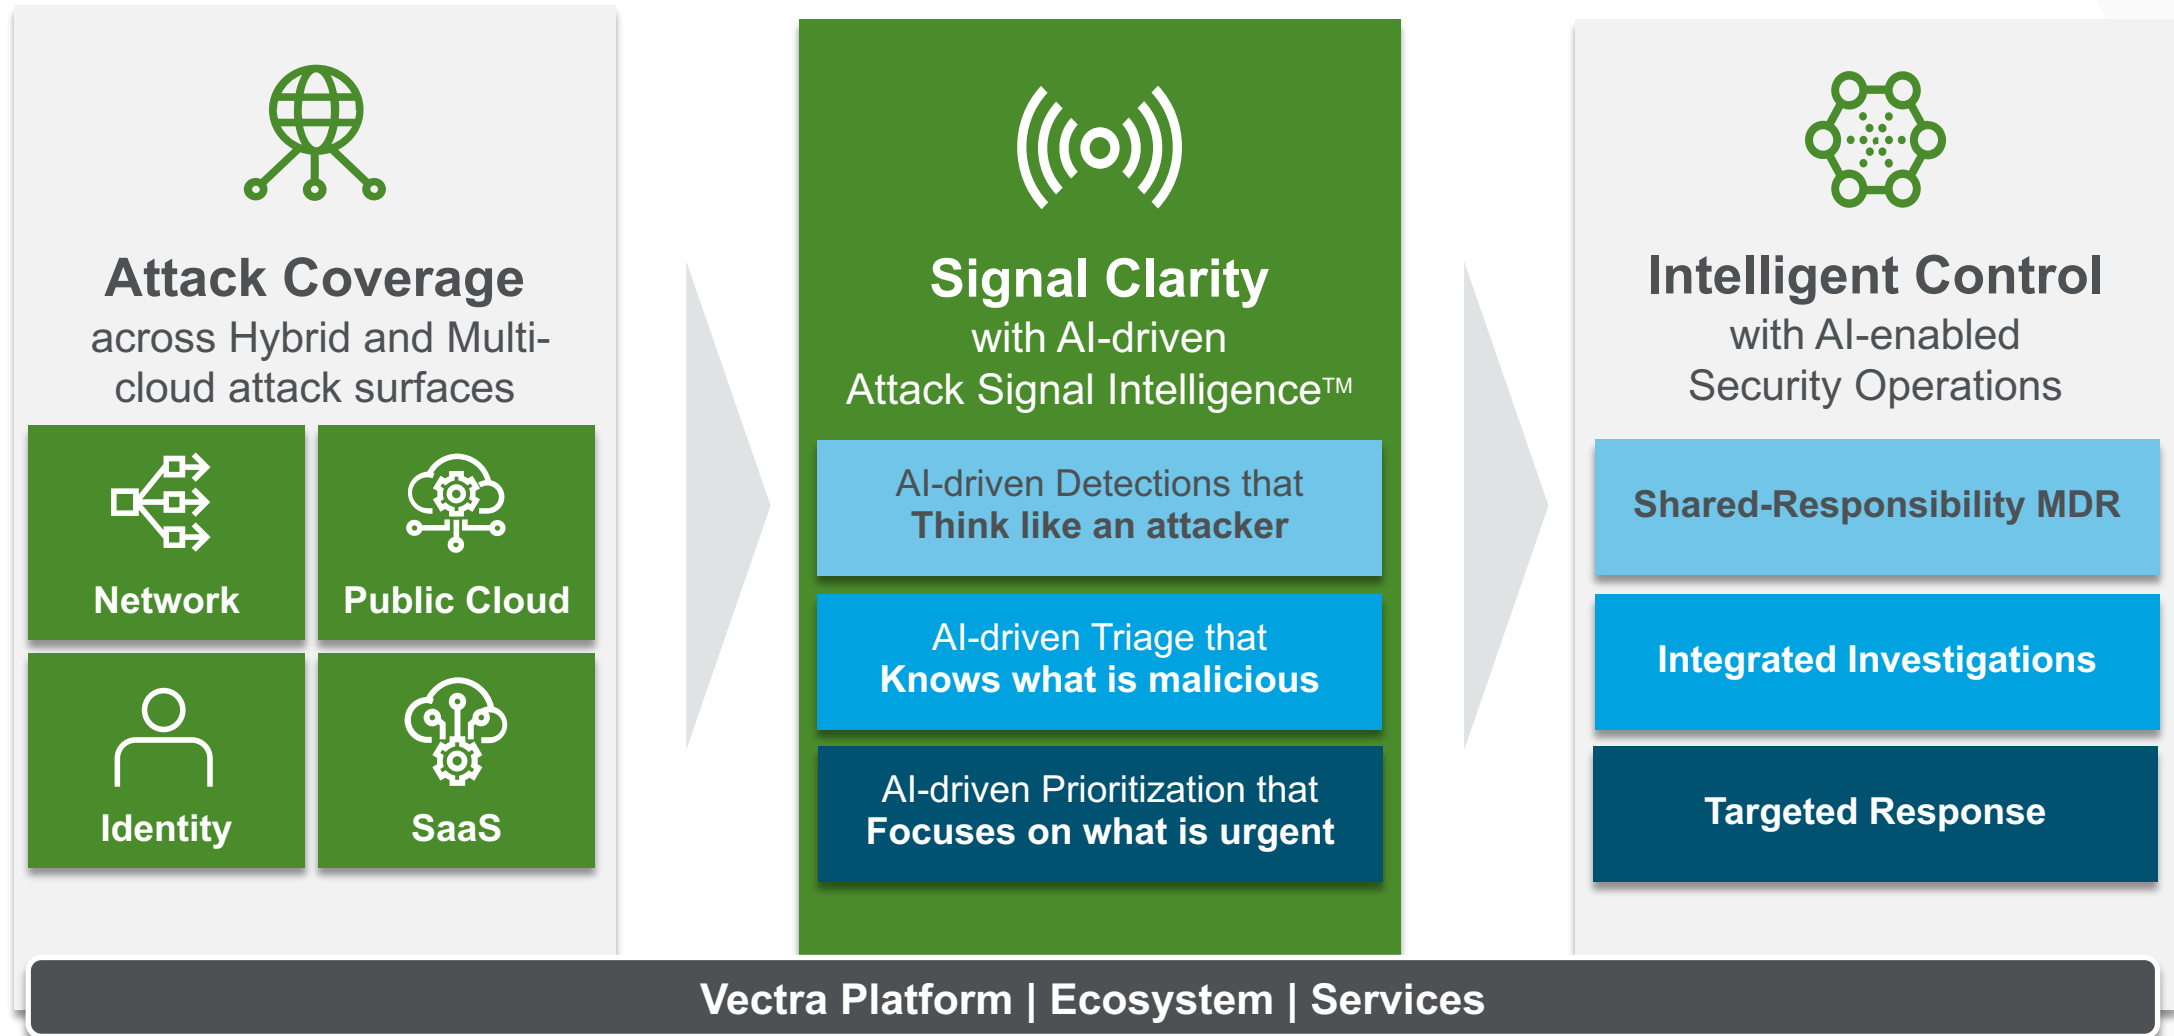 Attack Coverage
across Hybrid and Multi-
cloud attack surfaces
Network
Public Cloud
Identity
SaaS
Signal Clarity
with AI-driven
Attack Signal Intelligence™
AI-driven Detections that
Think like an attacker
AI-driven Triage that
Knows what is malicious
AI-driven Prioritization that
Focuses on what is urgent
Intelligent Control
with AI-enabled
Security Operations
Shared-Responsibility MDR
Integrated Investigations
Targeted Response
Vectra Platform | Ecosystem | Services